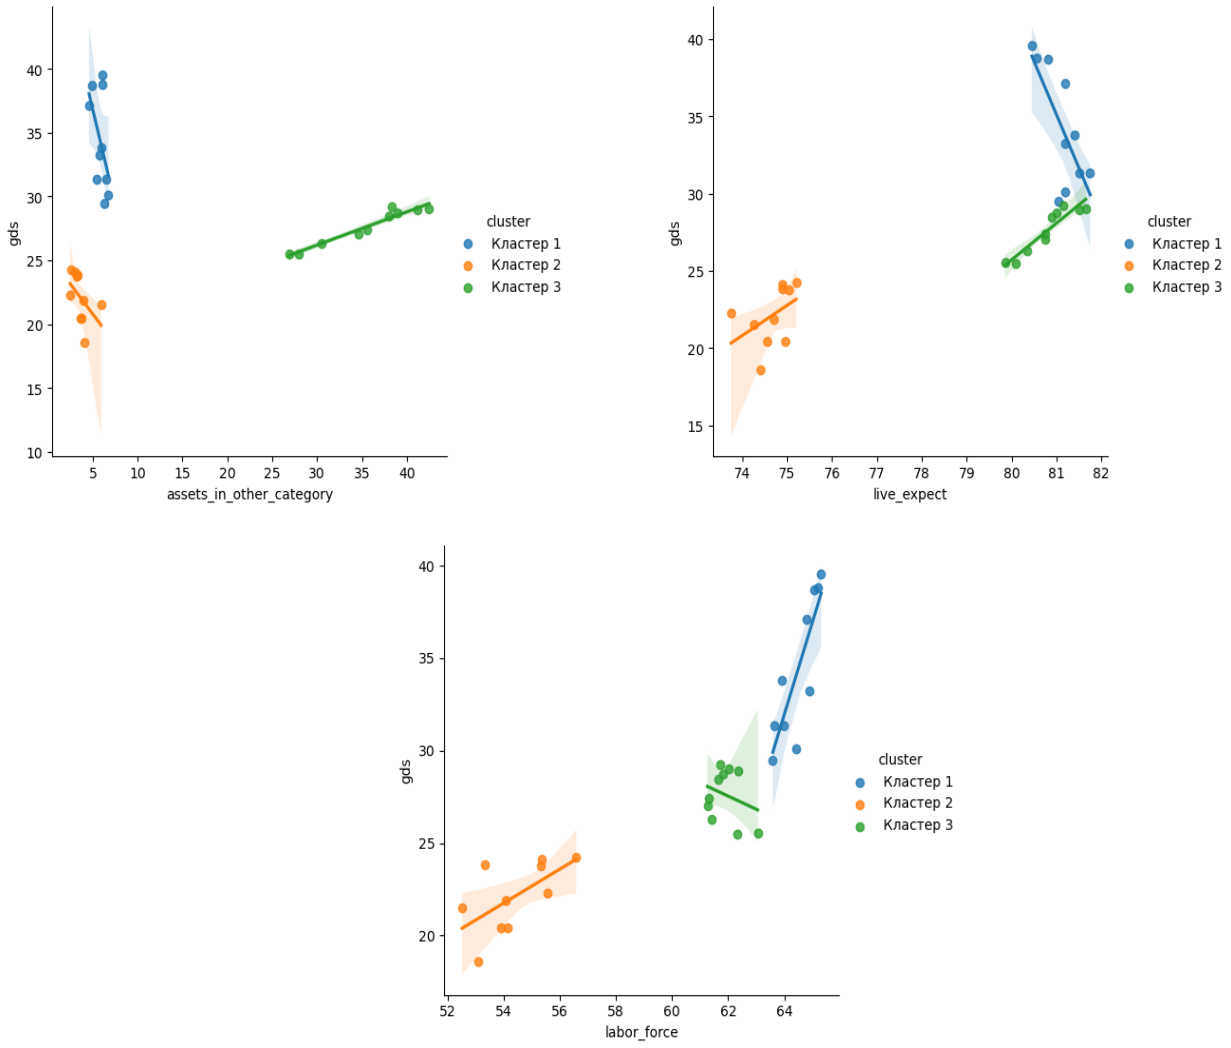 40
35
30
25
20
15
10
gds
5 10 15 20 25 30 35 40
assets_in_other_category
cluster
Кластер 1
Кластер 2
Кластер 3
40
35
30
25
20
15
gds
74 75 76 77 78 79 80 81 82
live_expect
cluster
Кластер 1
Кластер 2
Кластер 3
40
35
30
25
20
gds
52 54 56 58 60 62 64
labor_force
cluster
Кластер 1
Кластер 2
Кластер 3